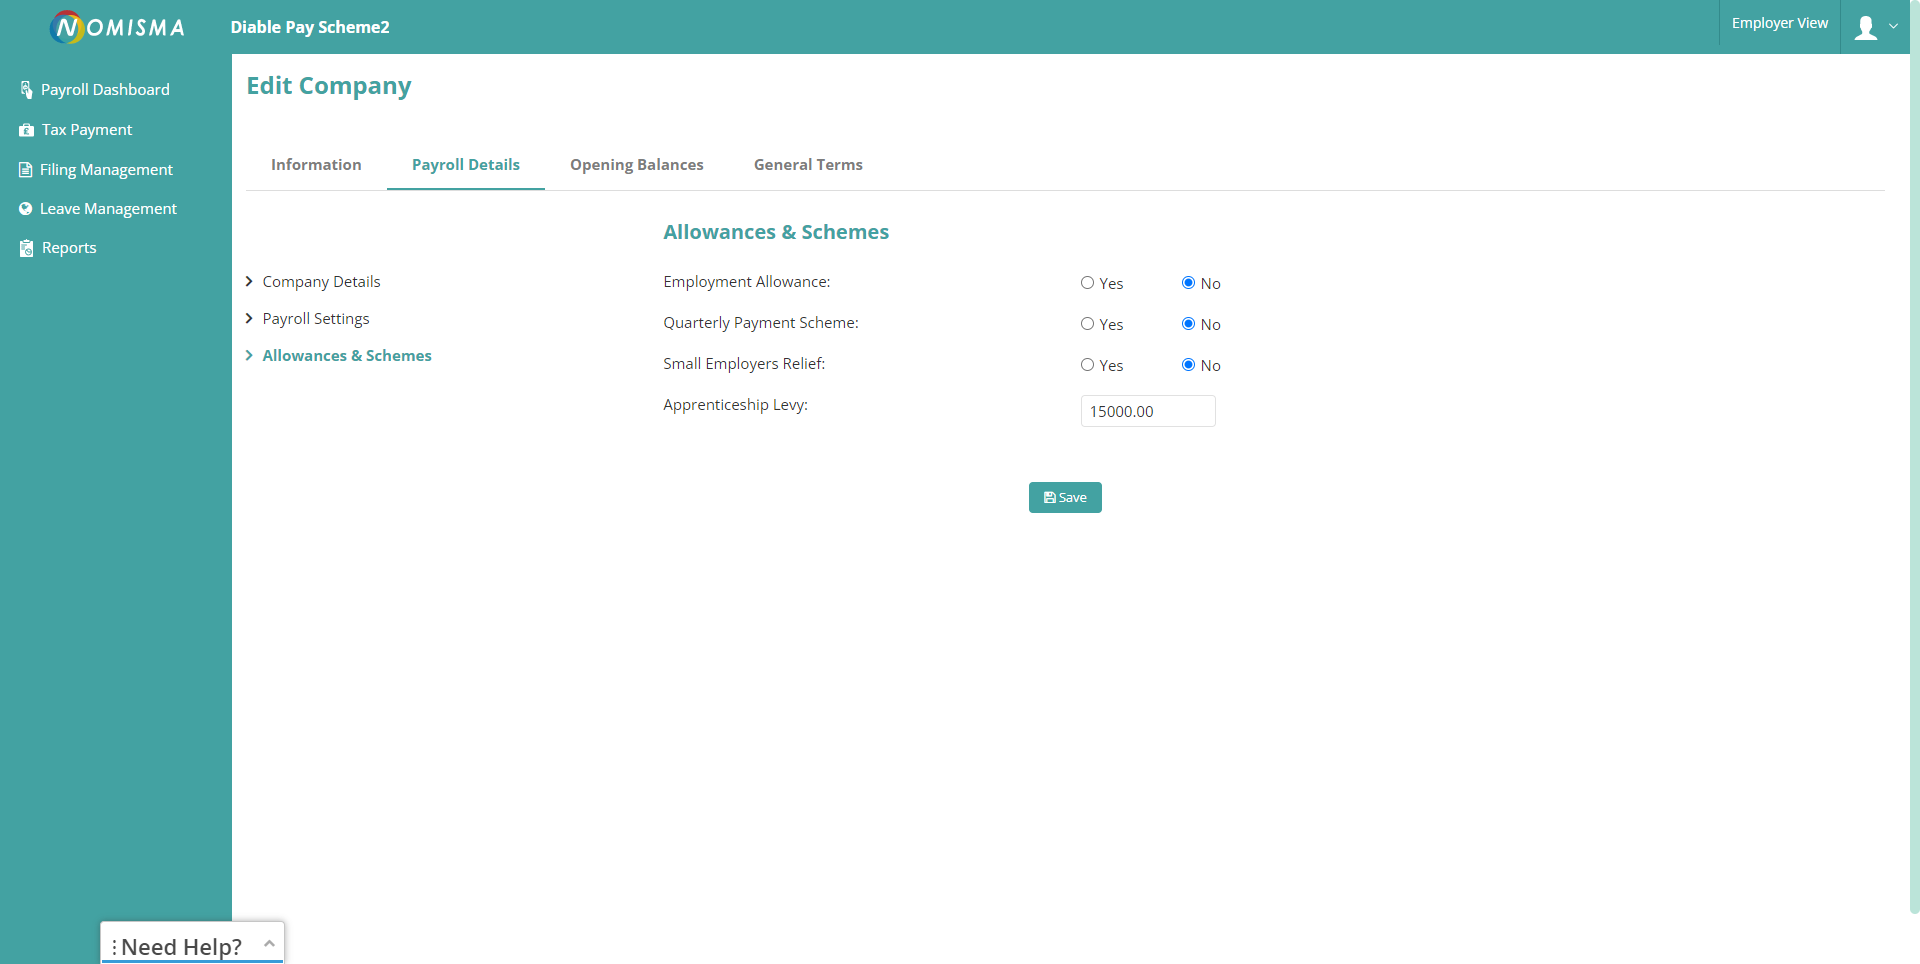 NOMISMA
Diable Pay Scheme2
Employer View
Payroll Dashboard
Tax Payment
Filing Management
Leave Management
Reports
Edit Company
Information
Payroll Details
Opening Balances
General Terms
Company Details
Payroll Settings
Allowances & Schemes
Allowances & Schemes
Employment Allowance:
Yes No
Quarterly Payment Scheme:
Yes No
Small Employers Relief:
Yes No
Apprenticeship Levy:
15000.00
Save
Need Help?